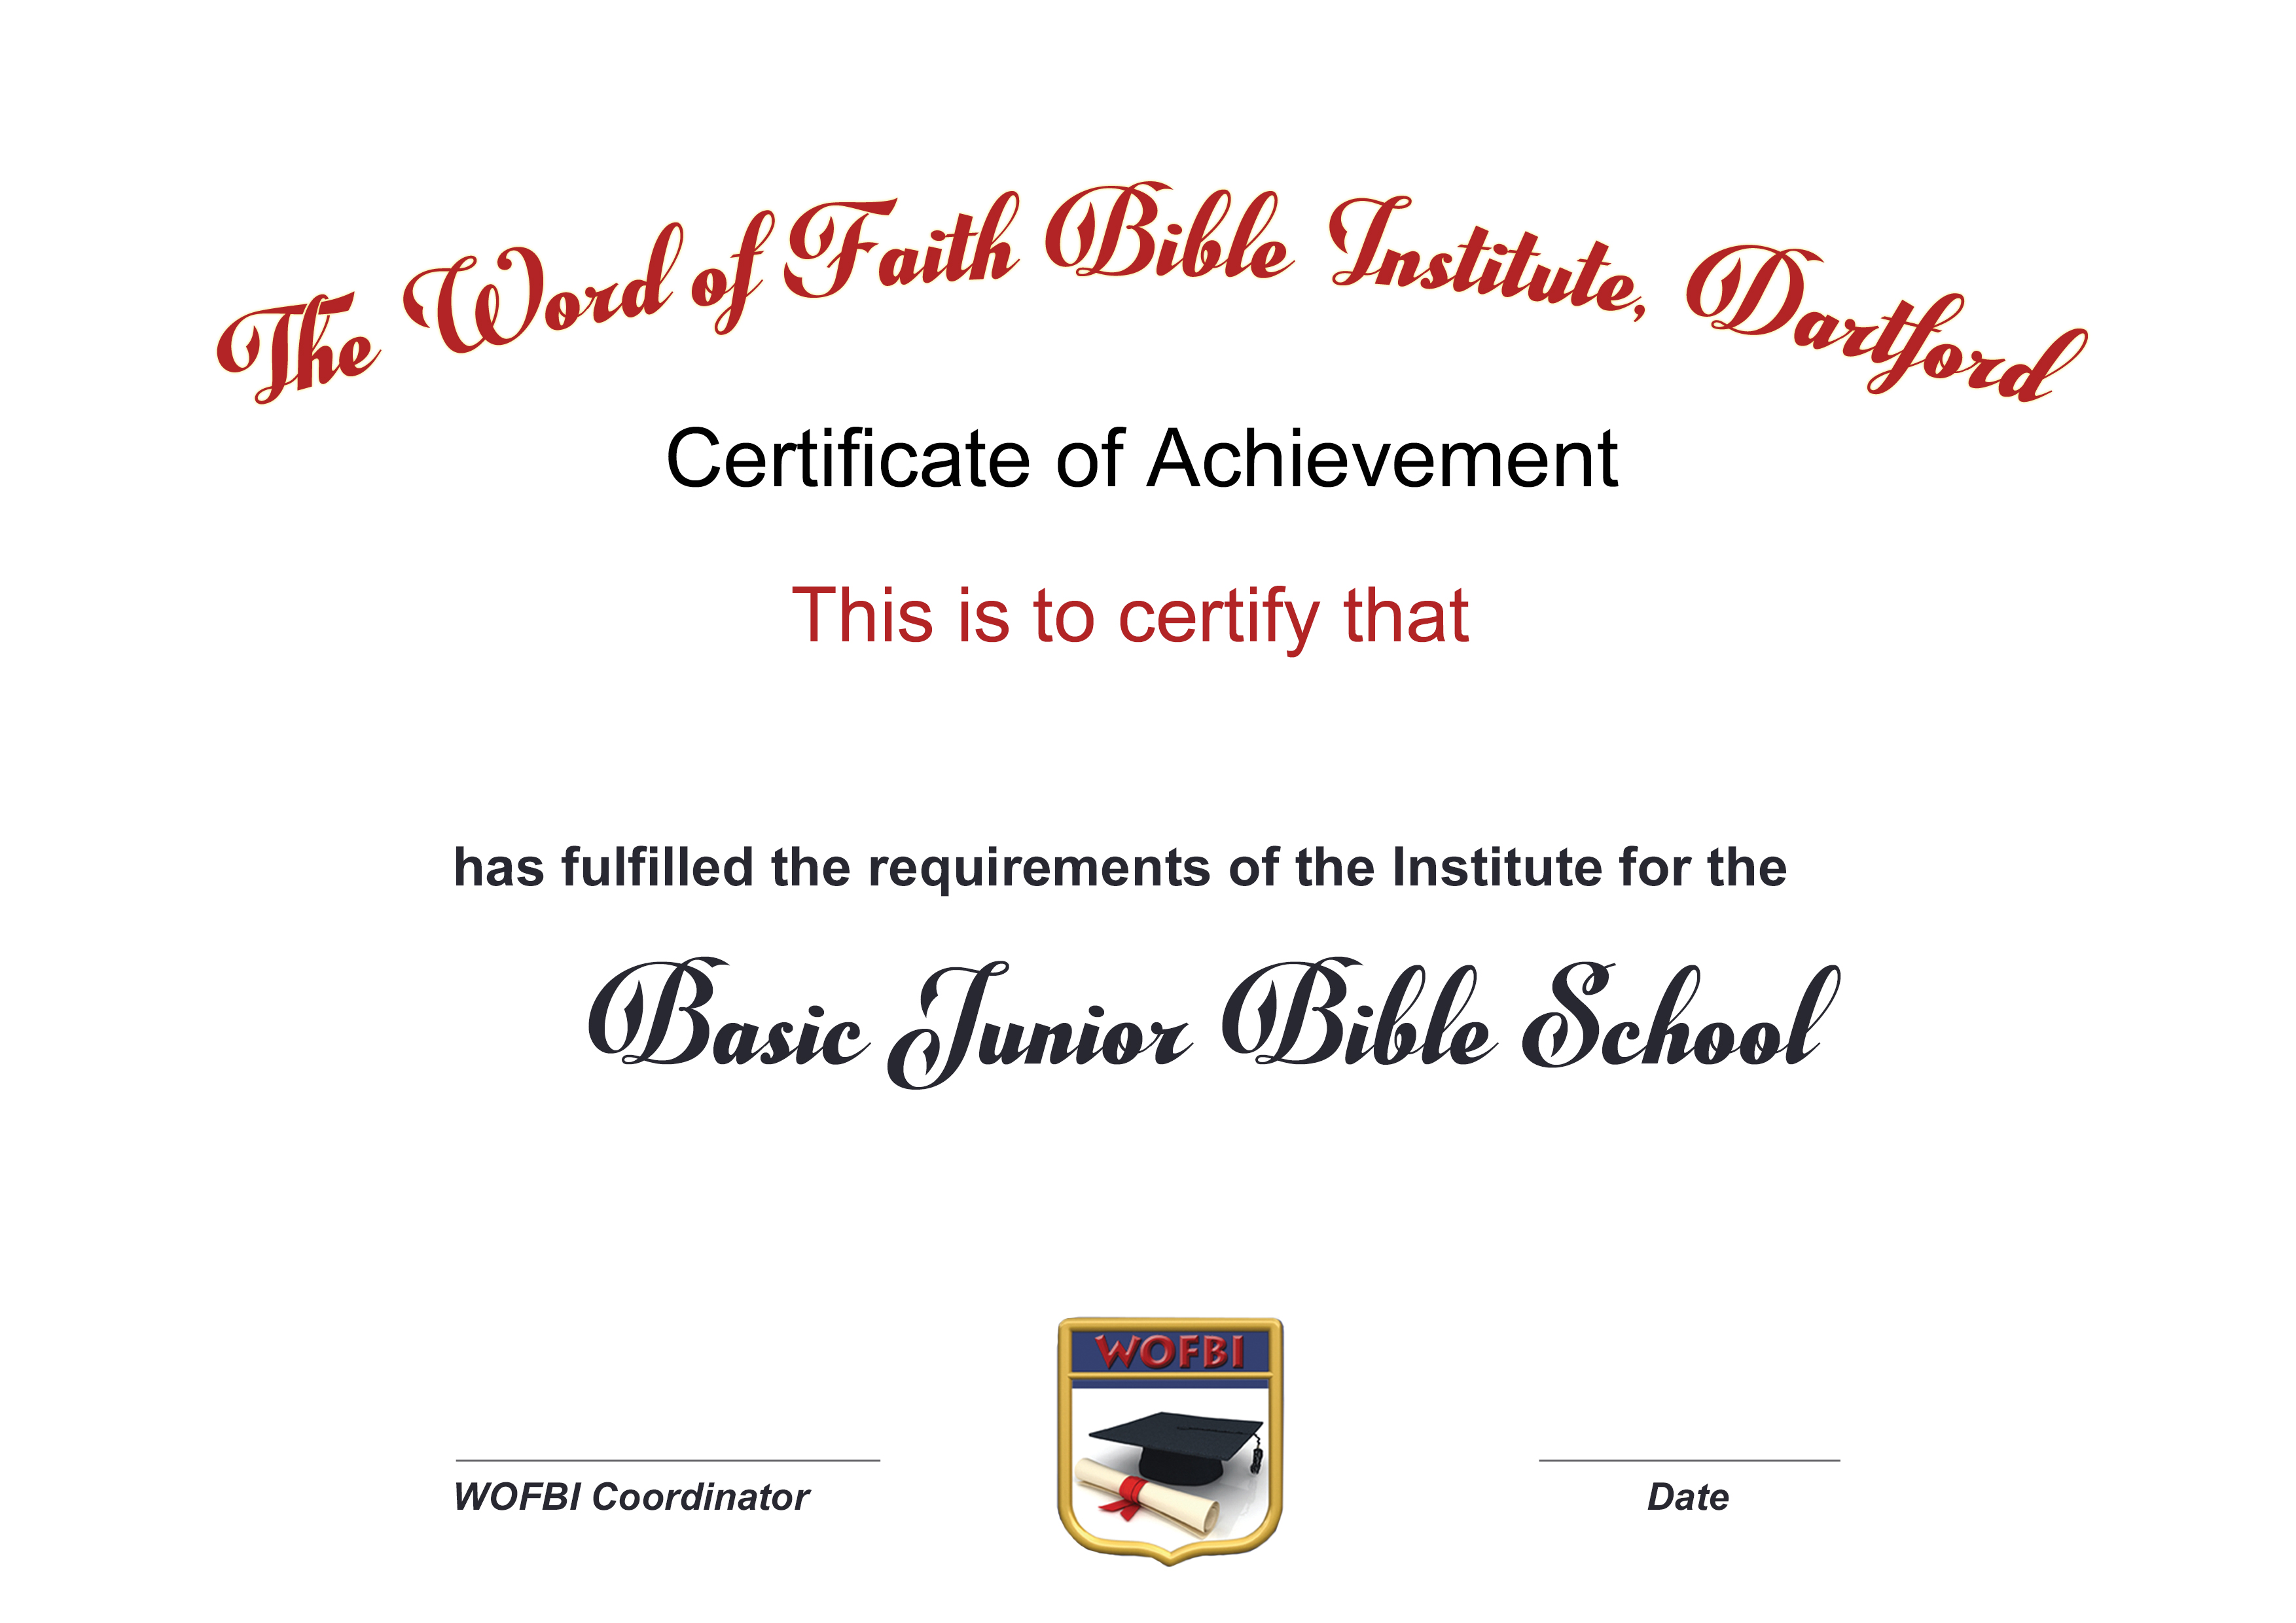 The Word of Faith Bible Institute, Dartford
Certificate of Achievement
This is to certify that
has fulfilled the requirements of the Institute for the
Basic Junior Bible School
WOFBI
WOFBI Coordinator
Date